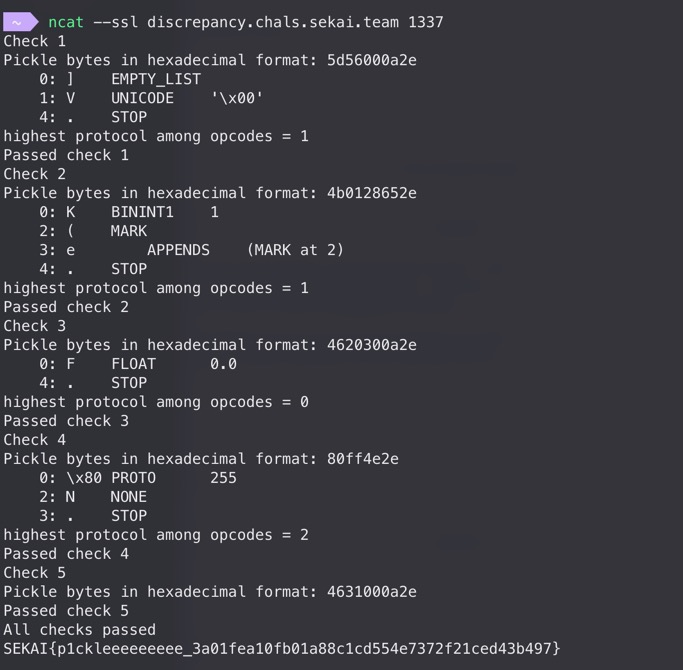 ~ ncat --ssl discrepancy.chals.sekai.team 1337
Check 1
Pickle bytes in hexadecimal format: 5d56000a2e
    0: ]    EMPTY_LIST
    1: V    UNICODE    '\x00'
    4: .    STOP
highest protocol among opcodes = 1
Passed check 1
Check 2
Pickle bytes in hexadecimal format: 4b0128652e
    0: K    BININT1    1
    2: (    MARK
    3: e        APPENDS    (MARK at 2)
    4: .    STOP
highest protocol among opcodes = 1
Passed check 2
Check 3
Pickle bytes in hexadecimal format: 4620300a2e
    0: F    FLOAT      0.0
    4: .    STOP
highest protocol among opcodes = 0
Passed check 3
Check 4
Pickle bytes in hexadecimal format: 80ff4e2e
    0: \x80 PROTO      255
    2: N    NONE
    3: .    STOP
highest protocol among opcodes = 2
Passed check 4
Check 5
Pickle bytes in hexadecimal format: 4631000a2e
Passed check 5
All checks passed
SEKAI{p1ckleeeeeeeee_3a01fea10fb01a88c1cd554e7372f21ced43b497}